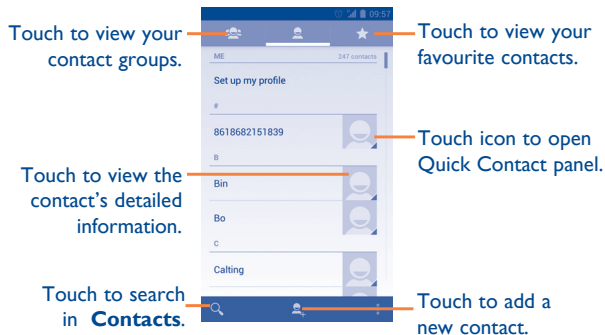 09:57
Touch to view your
contact groups.
Touch to view your
favourite contacts.
ME 247 contacts
Set up my profile
#
8618682151839
Touch icon to open
Quick Contact panel.
B
Touch to view the
contact's detailed
information.
Bin
Bo
C
Calting
Touch to search
in Contacts.
Touch to add a
new contact.